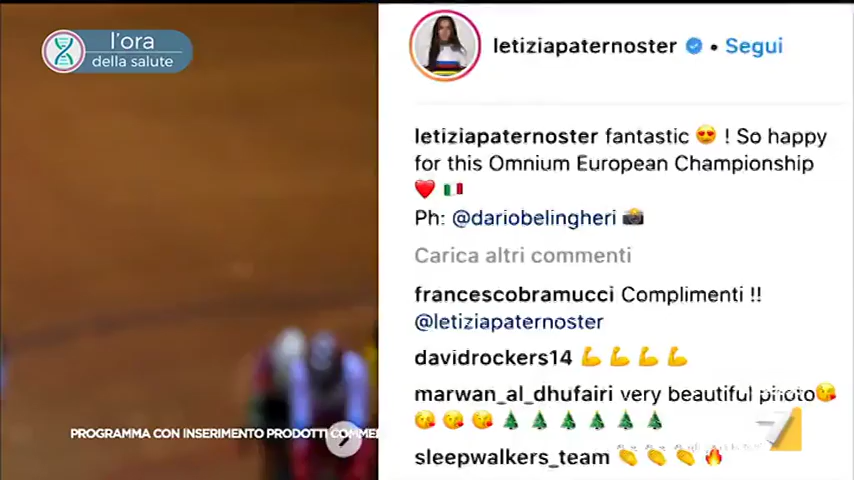 l'ora
della salute
letiziapaternoster • Segui
letiziapaternoster fantastic 😍 ! So happy
for this Omnium European Championship
❤️ 🇮🇹
Ph: @dariobelingheri 📸
Carica altri commenti
francescobramucci Complimenti !!
@letiziapaternoster
davidrockers14 💪 💪 💪 💪
marwan_al_dhufairi very beautiful photo😘
😘 😘 😘 🎄 🎄 🎄 🎄 🎄 🎄
sleepwalkers_team 👏 👏 👏 🔥
PROGRAMMA CON INSERIMENTO PRODOTTI